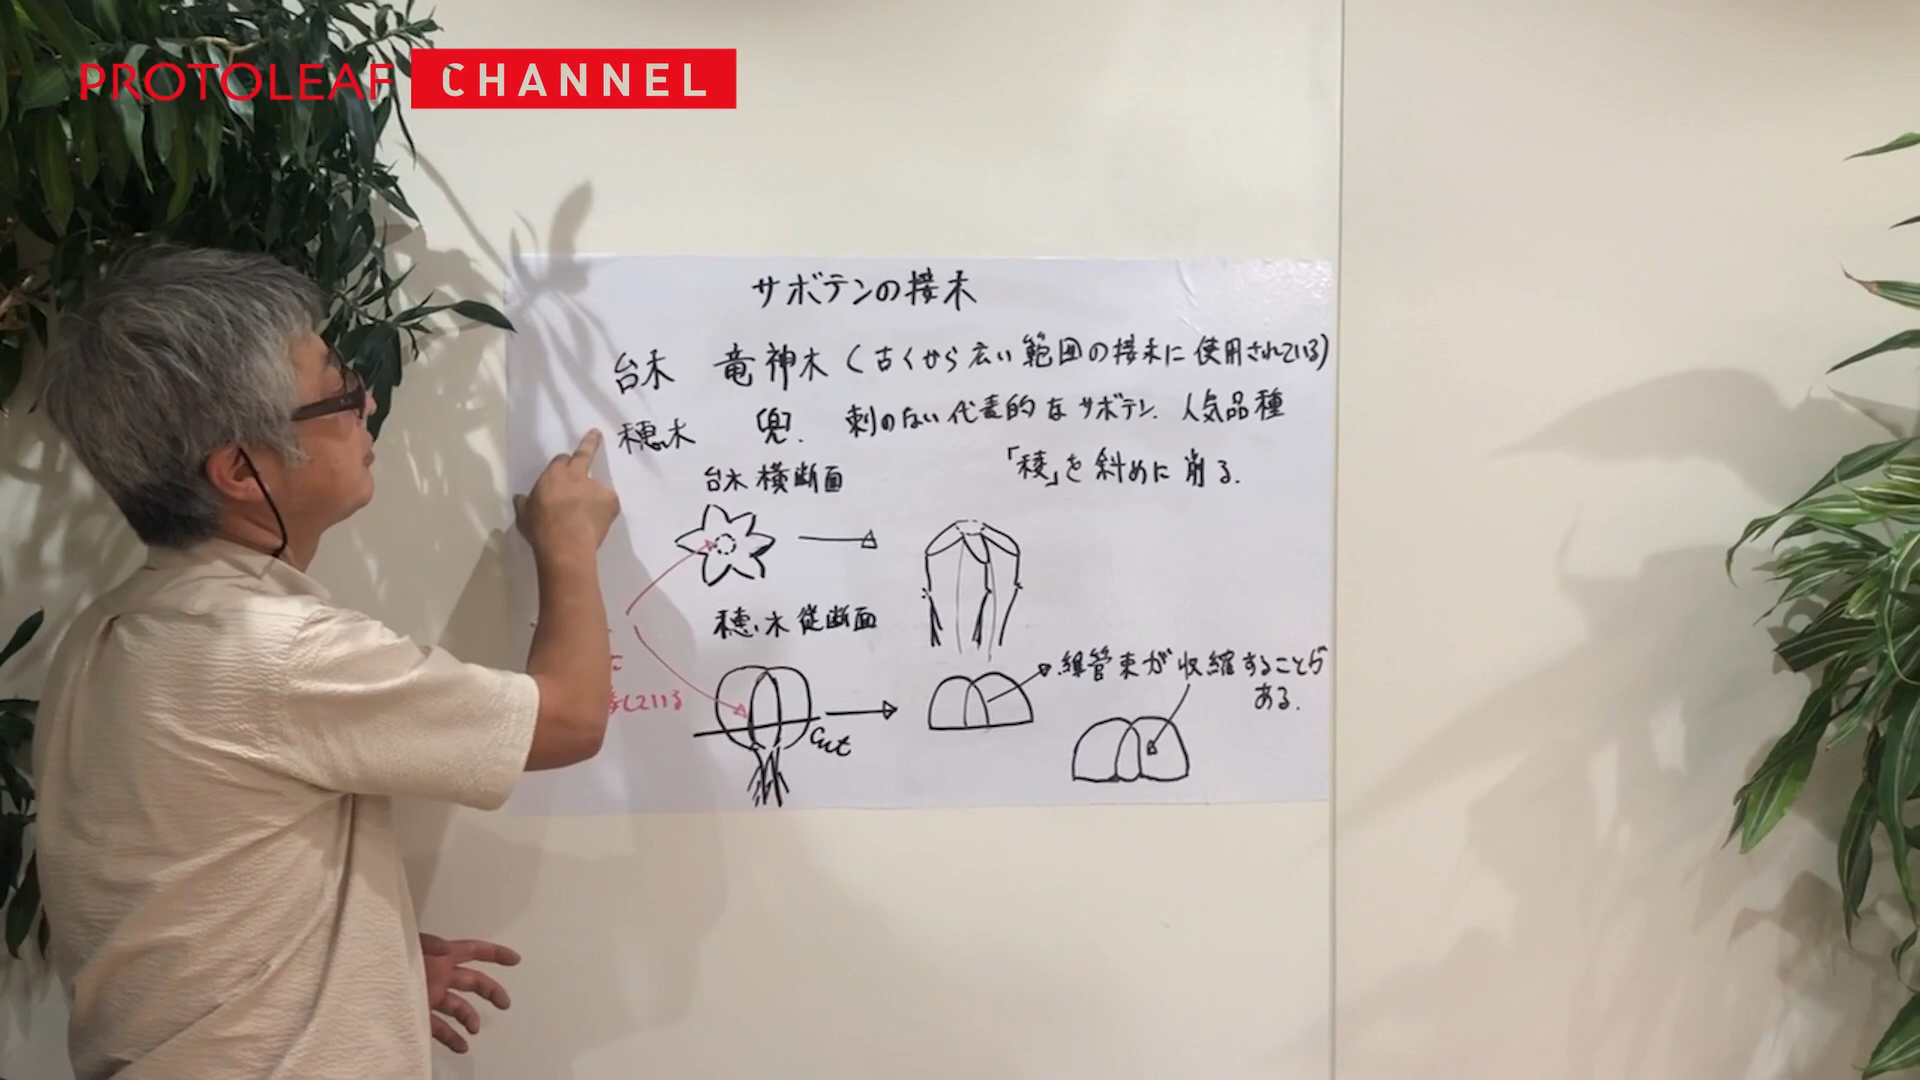 PROTOLEAF CHANNEL
サボテンの接木
台木 竜神木（古くから広い範囲の接木に使用されている）
穂木 兜. 刺のない代表的なサボテン. 人気品種
「稜」を斜めに削る.
台木横断面
穂木従断面
維管束が収縮することが
ある.
している
cut